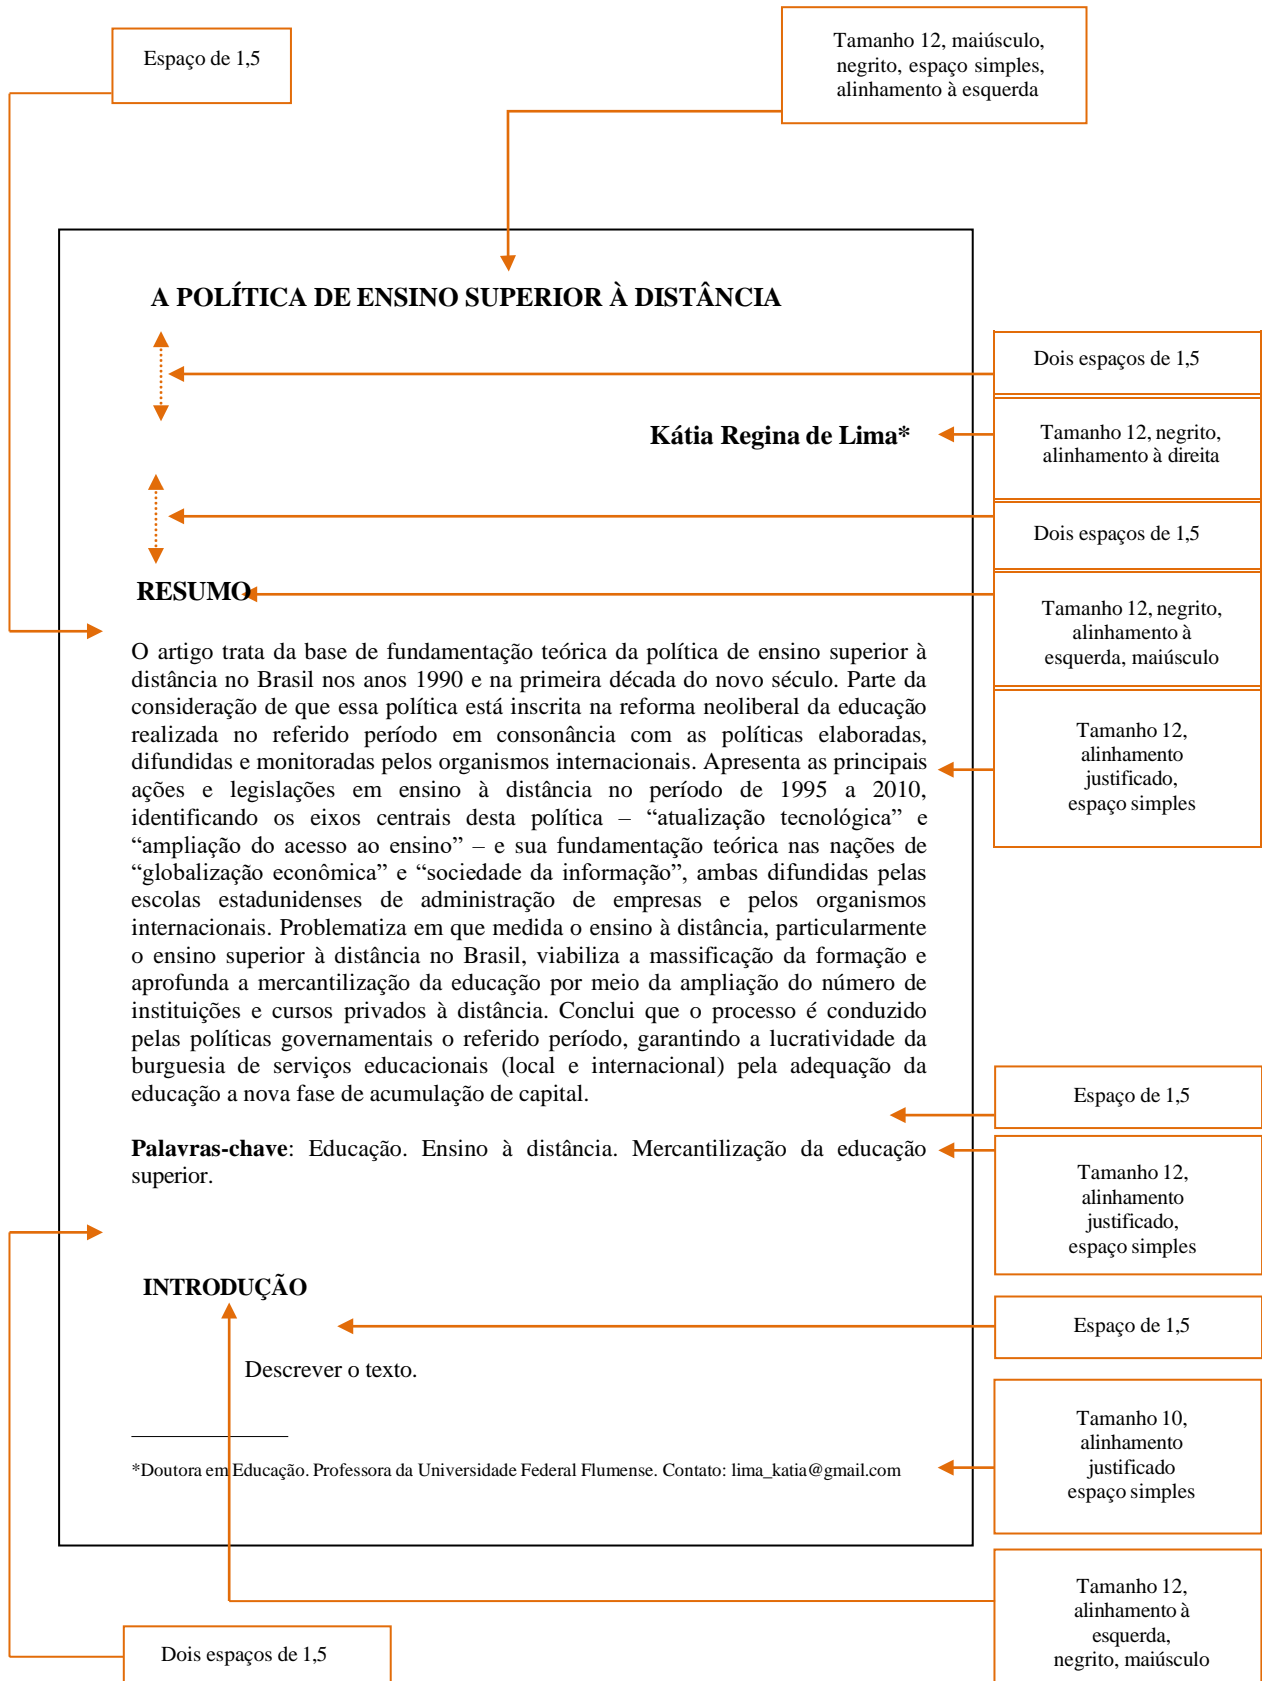 Espaço de 1,5
Tamanho 12, maiúsculo,
negrito, espaço simples,
alinhamento à esquerda
A POLÍTICA DE ENSINO SUPERIOR À DISTÂNCIA
Dois espaços de 1,5
Kátia Regina de Lima*
Tamanho 12, negrito,
alinhamento à direita
Dois espaços de 1,5
RESUMO
Tamanho 12, negrito,
alinhamento à
esquerda, maiúsculo
O artigo trata da base de fundamentação teórica da política de ensino superior à
distância no Brasil nos anos 1990 e na primeira década do novo século. Parte da
consideração de que essa política está inscrita na reforma neoliberal da educação
realizada no referido período em consonância com as políticas elaboradas,
difundidas e monitoradas pelos organismos internacionais. Apresenta as principais
ações e legislações em ensino à distância no período de 1995 a 2010,
identificando os eixos centrais desta política – “atualização tecnológica” e
“ampliação do acesso ao ensino” – e sua fundamentação teórica nas nações de
“globalização econômica” e “sociedade da informação”, ambas difundidas pelas
escolas estadunidenses de administração de empresas e pelos organismos
internacionais. Problematiza em que medida o ensino à distância, particularmente
o ensino superior à distância no Brasil, viabiliza a massificação da formação e
aprofunda a mercantilização da educação por meio da ampliação do número de
instituições e cursos privados à distância. Conclui que o processo é conduzido
pelas políticas governamentais o referido período, garantindo a lucratividade da
burguesia de serviços educacionais (local e internacional) pela adequação da
educação a nova fase de acumulação de capital.
Tamanho 12,
alinhamento
justificado,
espaço simples
Espaço de 1,5
Palavras-chave: Educação. Ensino à distância. Mercantilização da educação
superior.
Tamanho 12,
alinhamento
justificado,
espaço simples
INTRODUÇÃO
Espaço de 1,5
Descrever o texto.
*Doutora em Educação. Professora da Universidade Federal Flumense. Contato: lima_katia@gmail.com
Tamanho 10,
alinhamento
justificado
espaço simples
Tamanho 12,
alinhamento à
esquerda,
negrito, maiúsculo
Dois espaços de 1,5